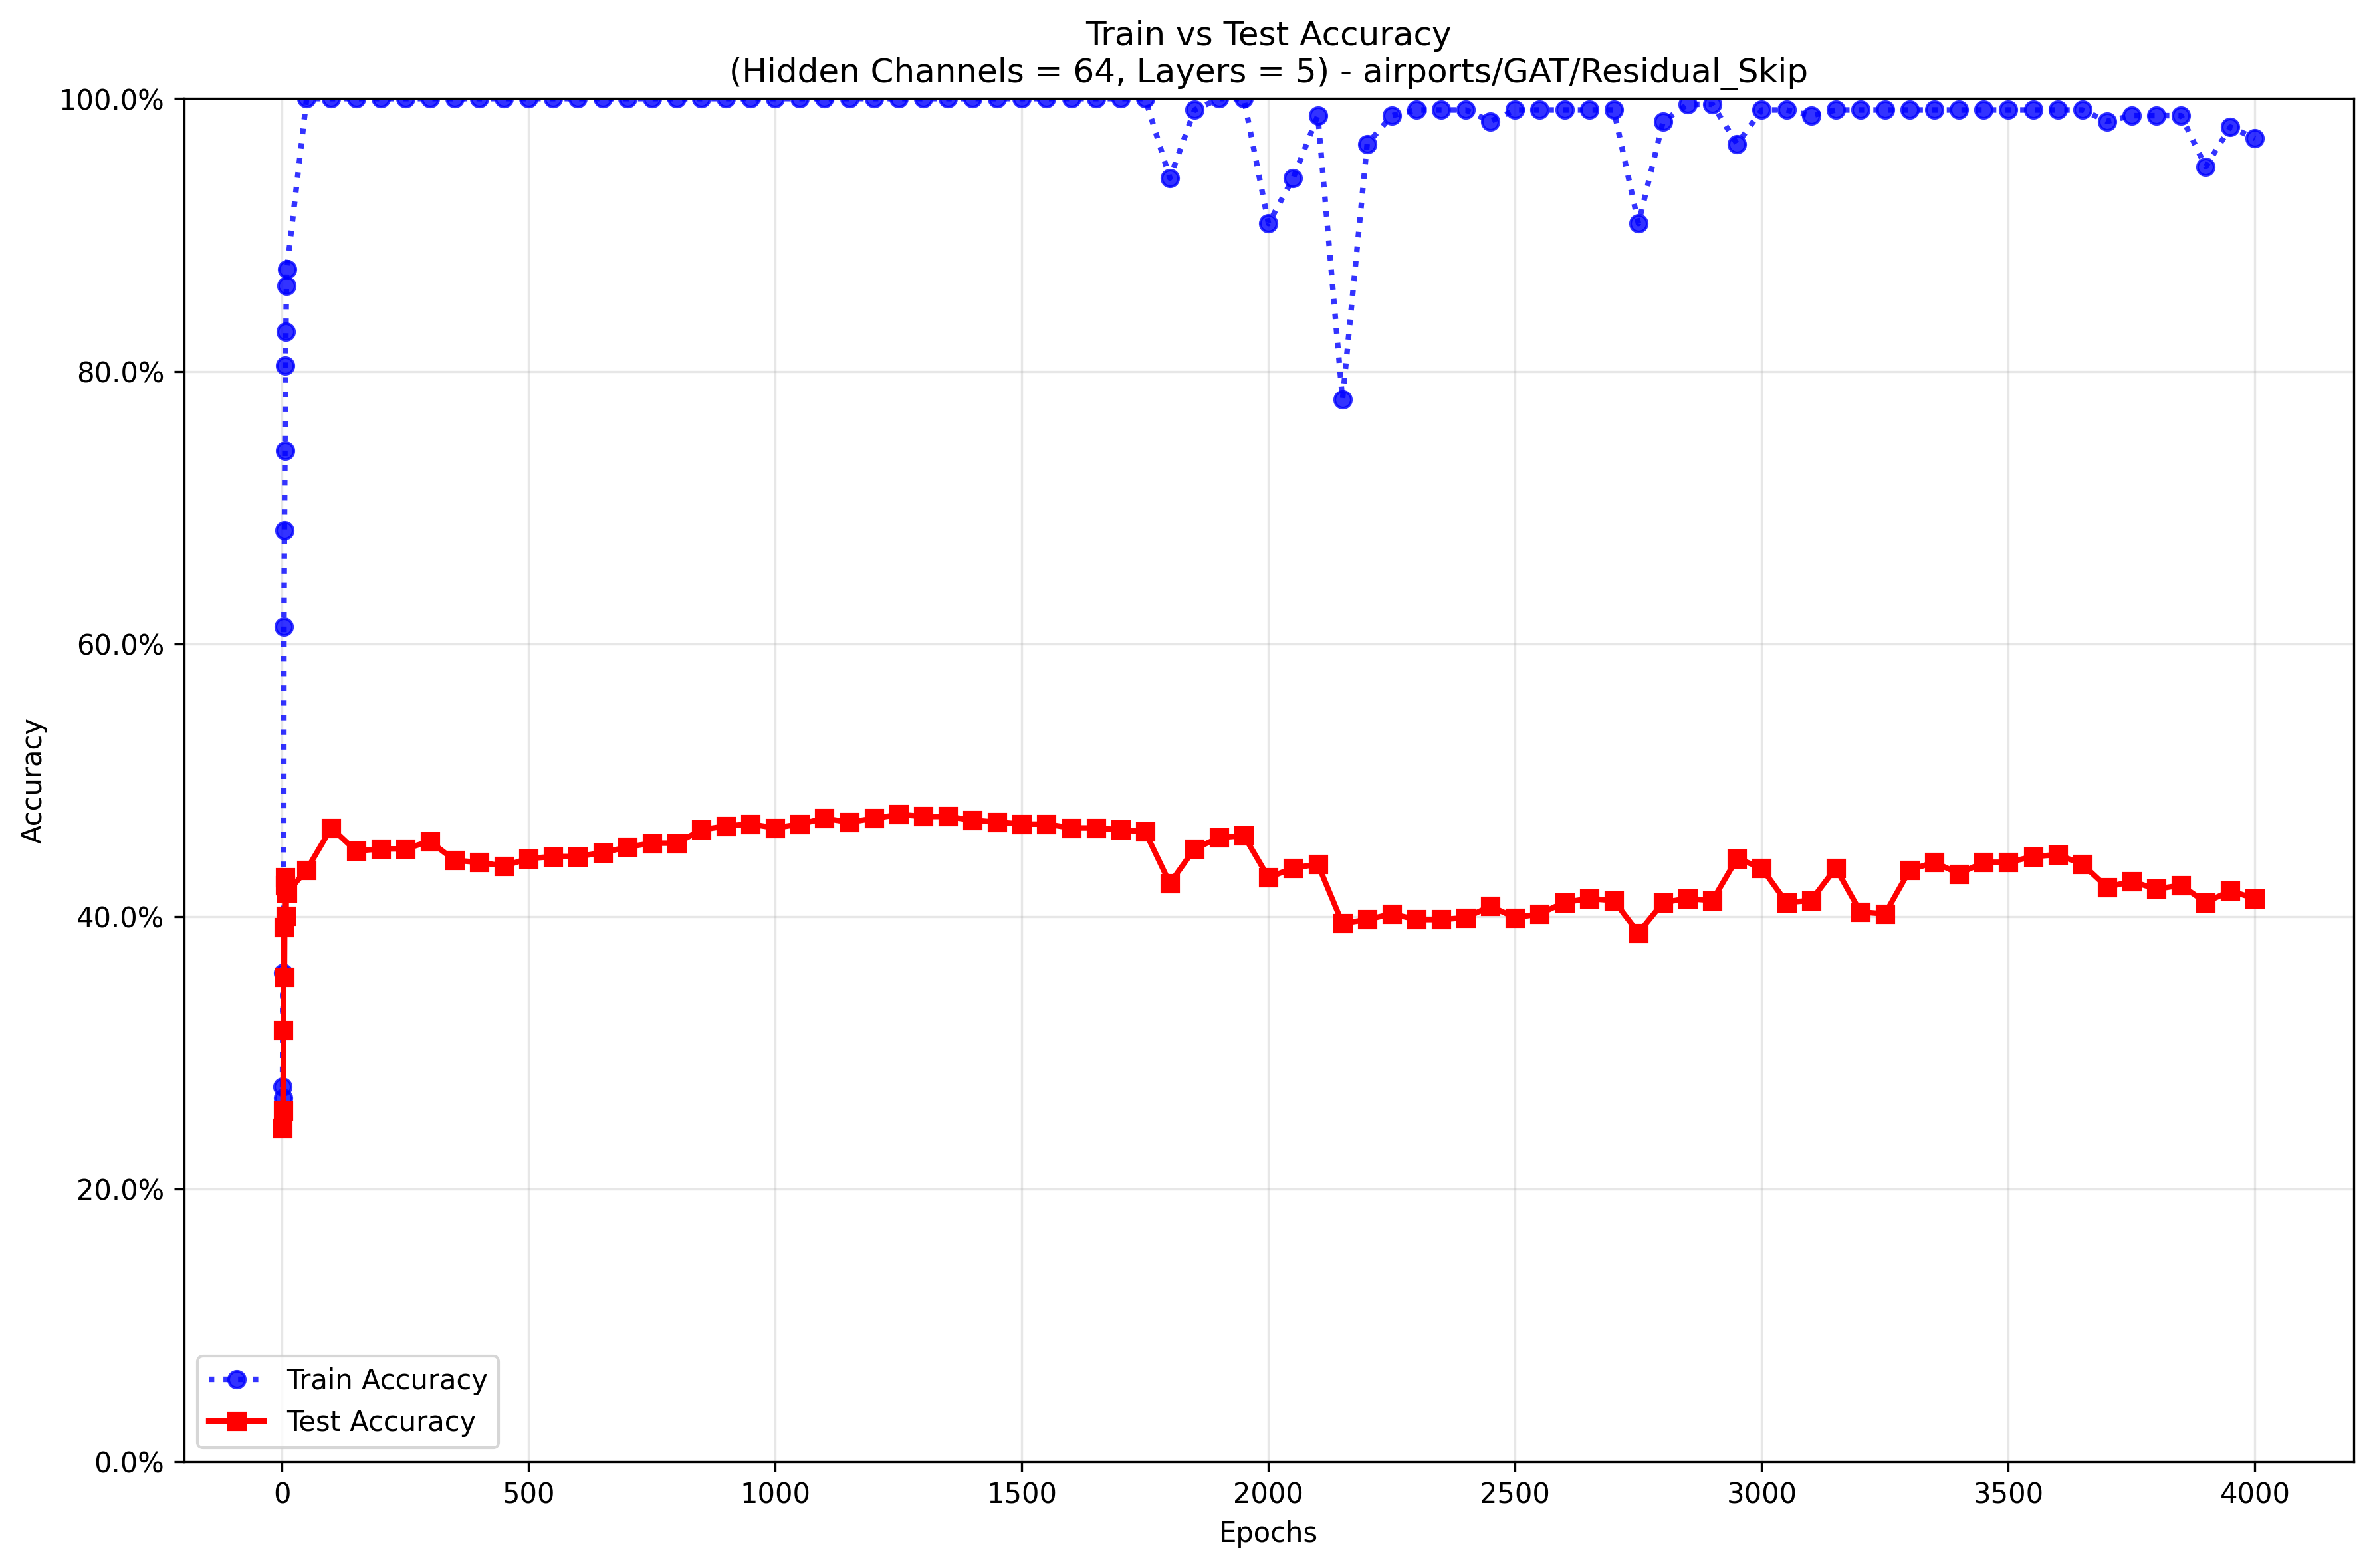 Train vs Test Accuracy
(Hidden Channels = 64, Layers = 5) - airports/GAT/Residual_Skip
100.0%
80.0%
60.0%
40.0%
20.0%
0.0%
Accuracy
Train Accuracy
Test Accuracy
0 500 1000 1500 2000 2500 3000 3500 4000
Epochs